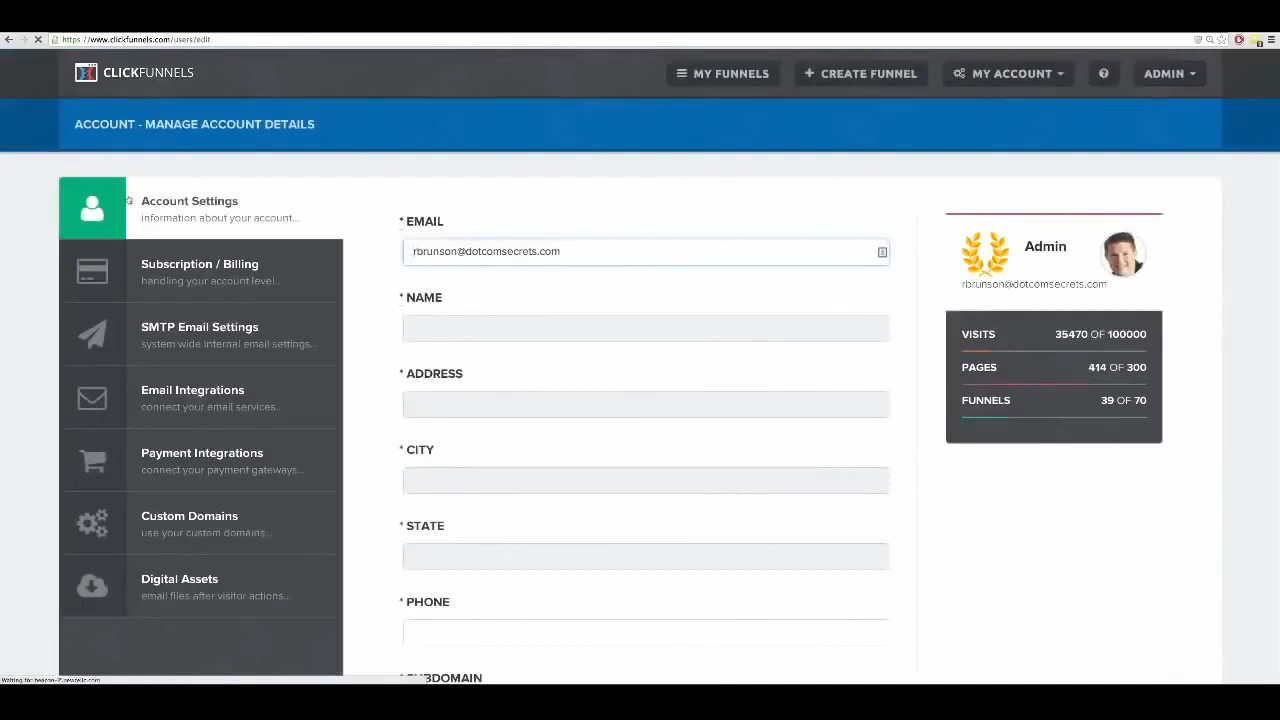 https://www.clickfunnels.com/users/edit
CLICKFUNNELS
MY FUNNELS
CREATE FUNNEL
MY ACCOUNT
ADMIN
ACCOUNT - MANAGE ACCOUNT DETAILS
Account Settings
information about your account...
Subscription / Billing
handling your account level...
SMTP Email Settings
system wide internal email settings...
Email Integrations
connect your email services...
Payment Integrations
connect your payment gateways...
Custom Domains
use your custom domains...
Digital Assets
email files after visitor actions...
* EMAIL
rbrunson@dotcomsecrets.com
* NAME
* ADDRESS
* CITY
* STATE
* PHONE
* SUBDOMAIN
Admin
rbrunson@dotcomsecrets.com
VISITS 35470 OF 100000
PAGES 414 OF 300
FUNNELS 39 OF 70